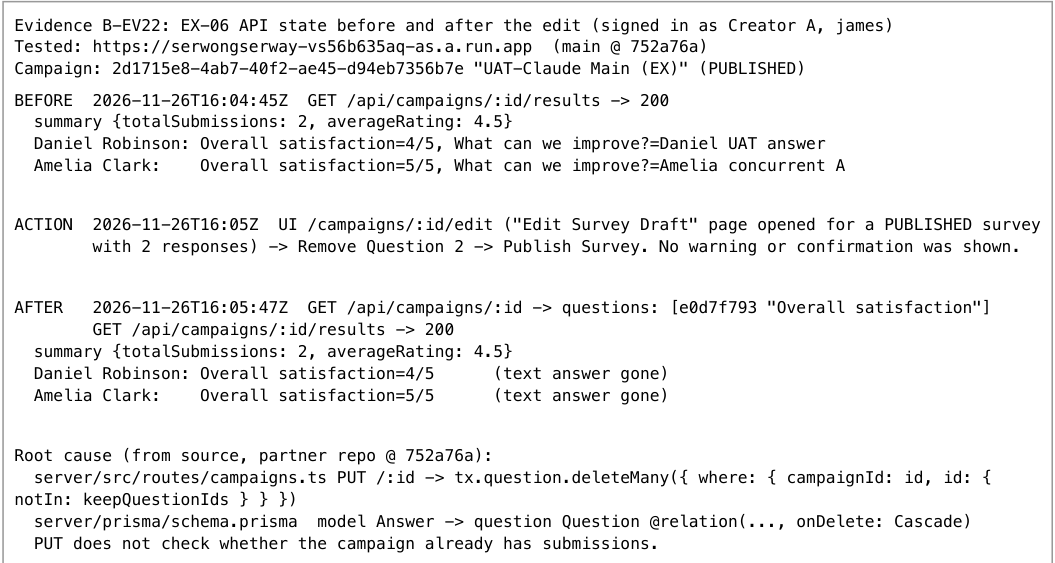 Evidence B-EV22: EX-06 API state before and after the edit (signed in as Creator A, james)
Tested: https://serwongserway-vs56b635aq-as.a.run.app  (main @ 752a76a)
Campaign: 2d1715e8-4ab7-40f2-ae45-d94eb7356b7e "UAT-Claude Main (EX)" (PUBLISHED)
BEFORE  2026-11-26T16:04:45Z  GET /api/campaigns/:id/results -> 200
  summary {totalSubmissions: 2, averageRating: 4.5}
  Daniel Robinson: Overall satisfaction=4/5, What can we improve?=Daniel UAT answer
  Amelia Clark:    Overall satisfaction=5/5, What can we improve?=Amelia concurrent A
ACTION  2026-11-26T16:05Z  UI /campaigns/:id/edit ("Edit Survey Draft" page opened for a PUBLISHED survey
        with 2 responses) -> Remove Question 2 -> Publish Survey. No warning or confirmation was shown.
AFTER   2026-11-26T16:05:47Z  GET /api/campaigns/:id -> questions: [e0d7f793 "Overall satisfaction"]
        GET /api/campaigns/:id/results -> 200
  summary {totalSubmissions: 2, averageRating: 4.5}
  Daniel Robinson: Overall satisfaction=4/5      (text answer gone)
  Amelia Clark:    Overall satisfaction=5/5      (text answer gone)
Root cause (from source, partner repo @ 752a76a):
  server/src/routes/campaigns.ts PUT /:id -> tx.question.deleteMany({ where: { campaignId: id, id: {
notIn: keepQuestionIds } } })
  server/prisma/schema.prisma  model Answer -> question Question @relation(..., onDelete: Cascade)
  PUT does not check whether the campaign already has submissions.